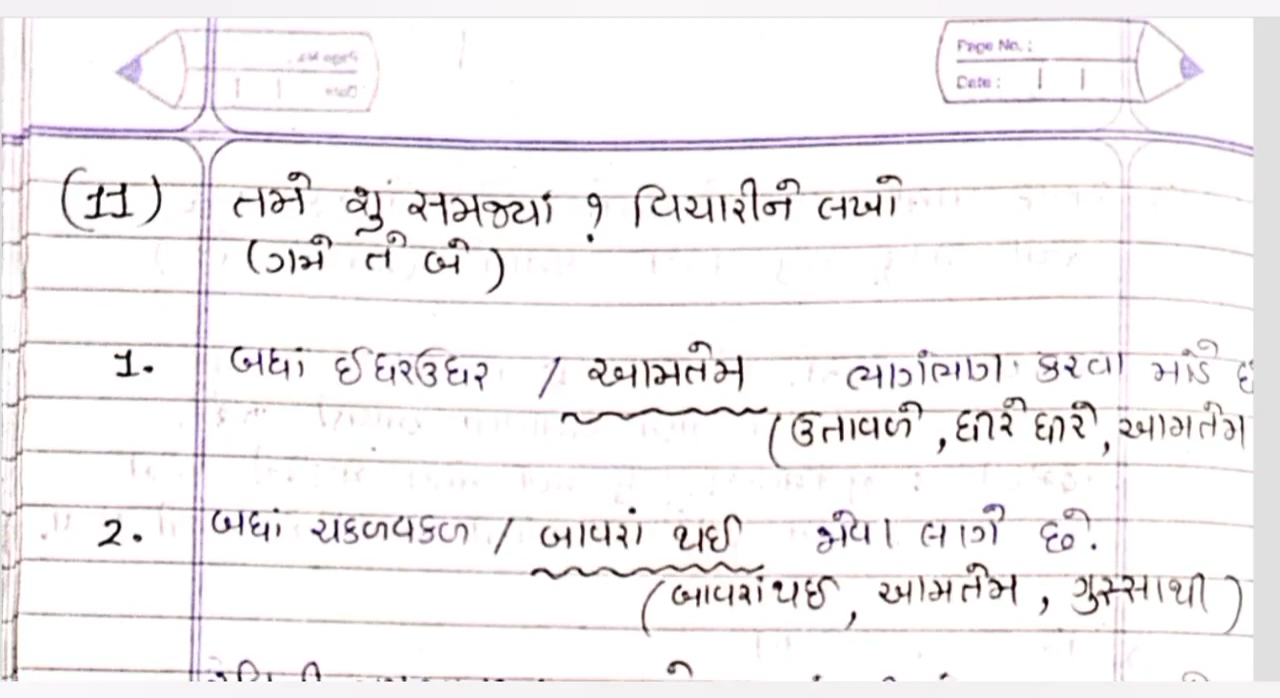 Page No. :
Date :
(11) તમે શું સમજ્યાં ? વિચારીને લખો
(ગમે તે બે)
1. બધાં ઈધરઉધર / આમતેમ ભાગંભાગ કરવા માંડે છે
(ઉતાવળે, ધીરે ધીરે, આમતેમ
2. બધાં ચકળવકળ / બાવરાં થઈ જોવા લાગે છે.
(બાવરાં થઈ, આમતેમ, ગુસ્સાથી)